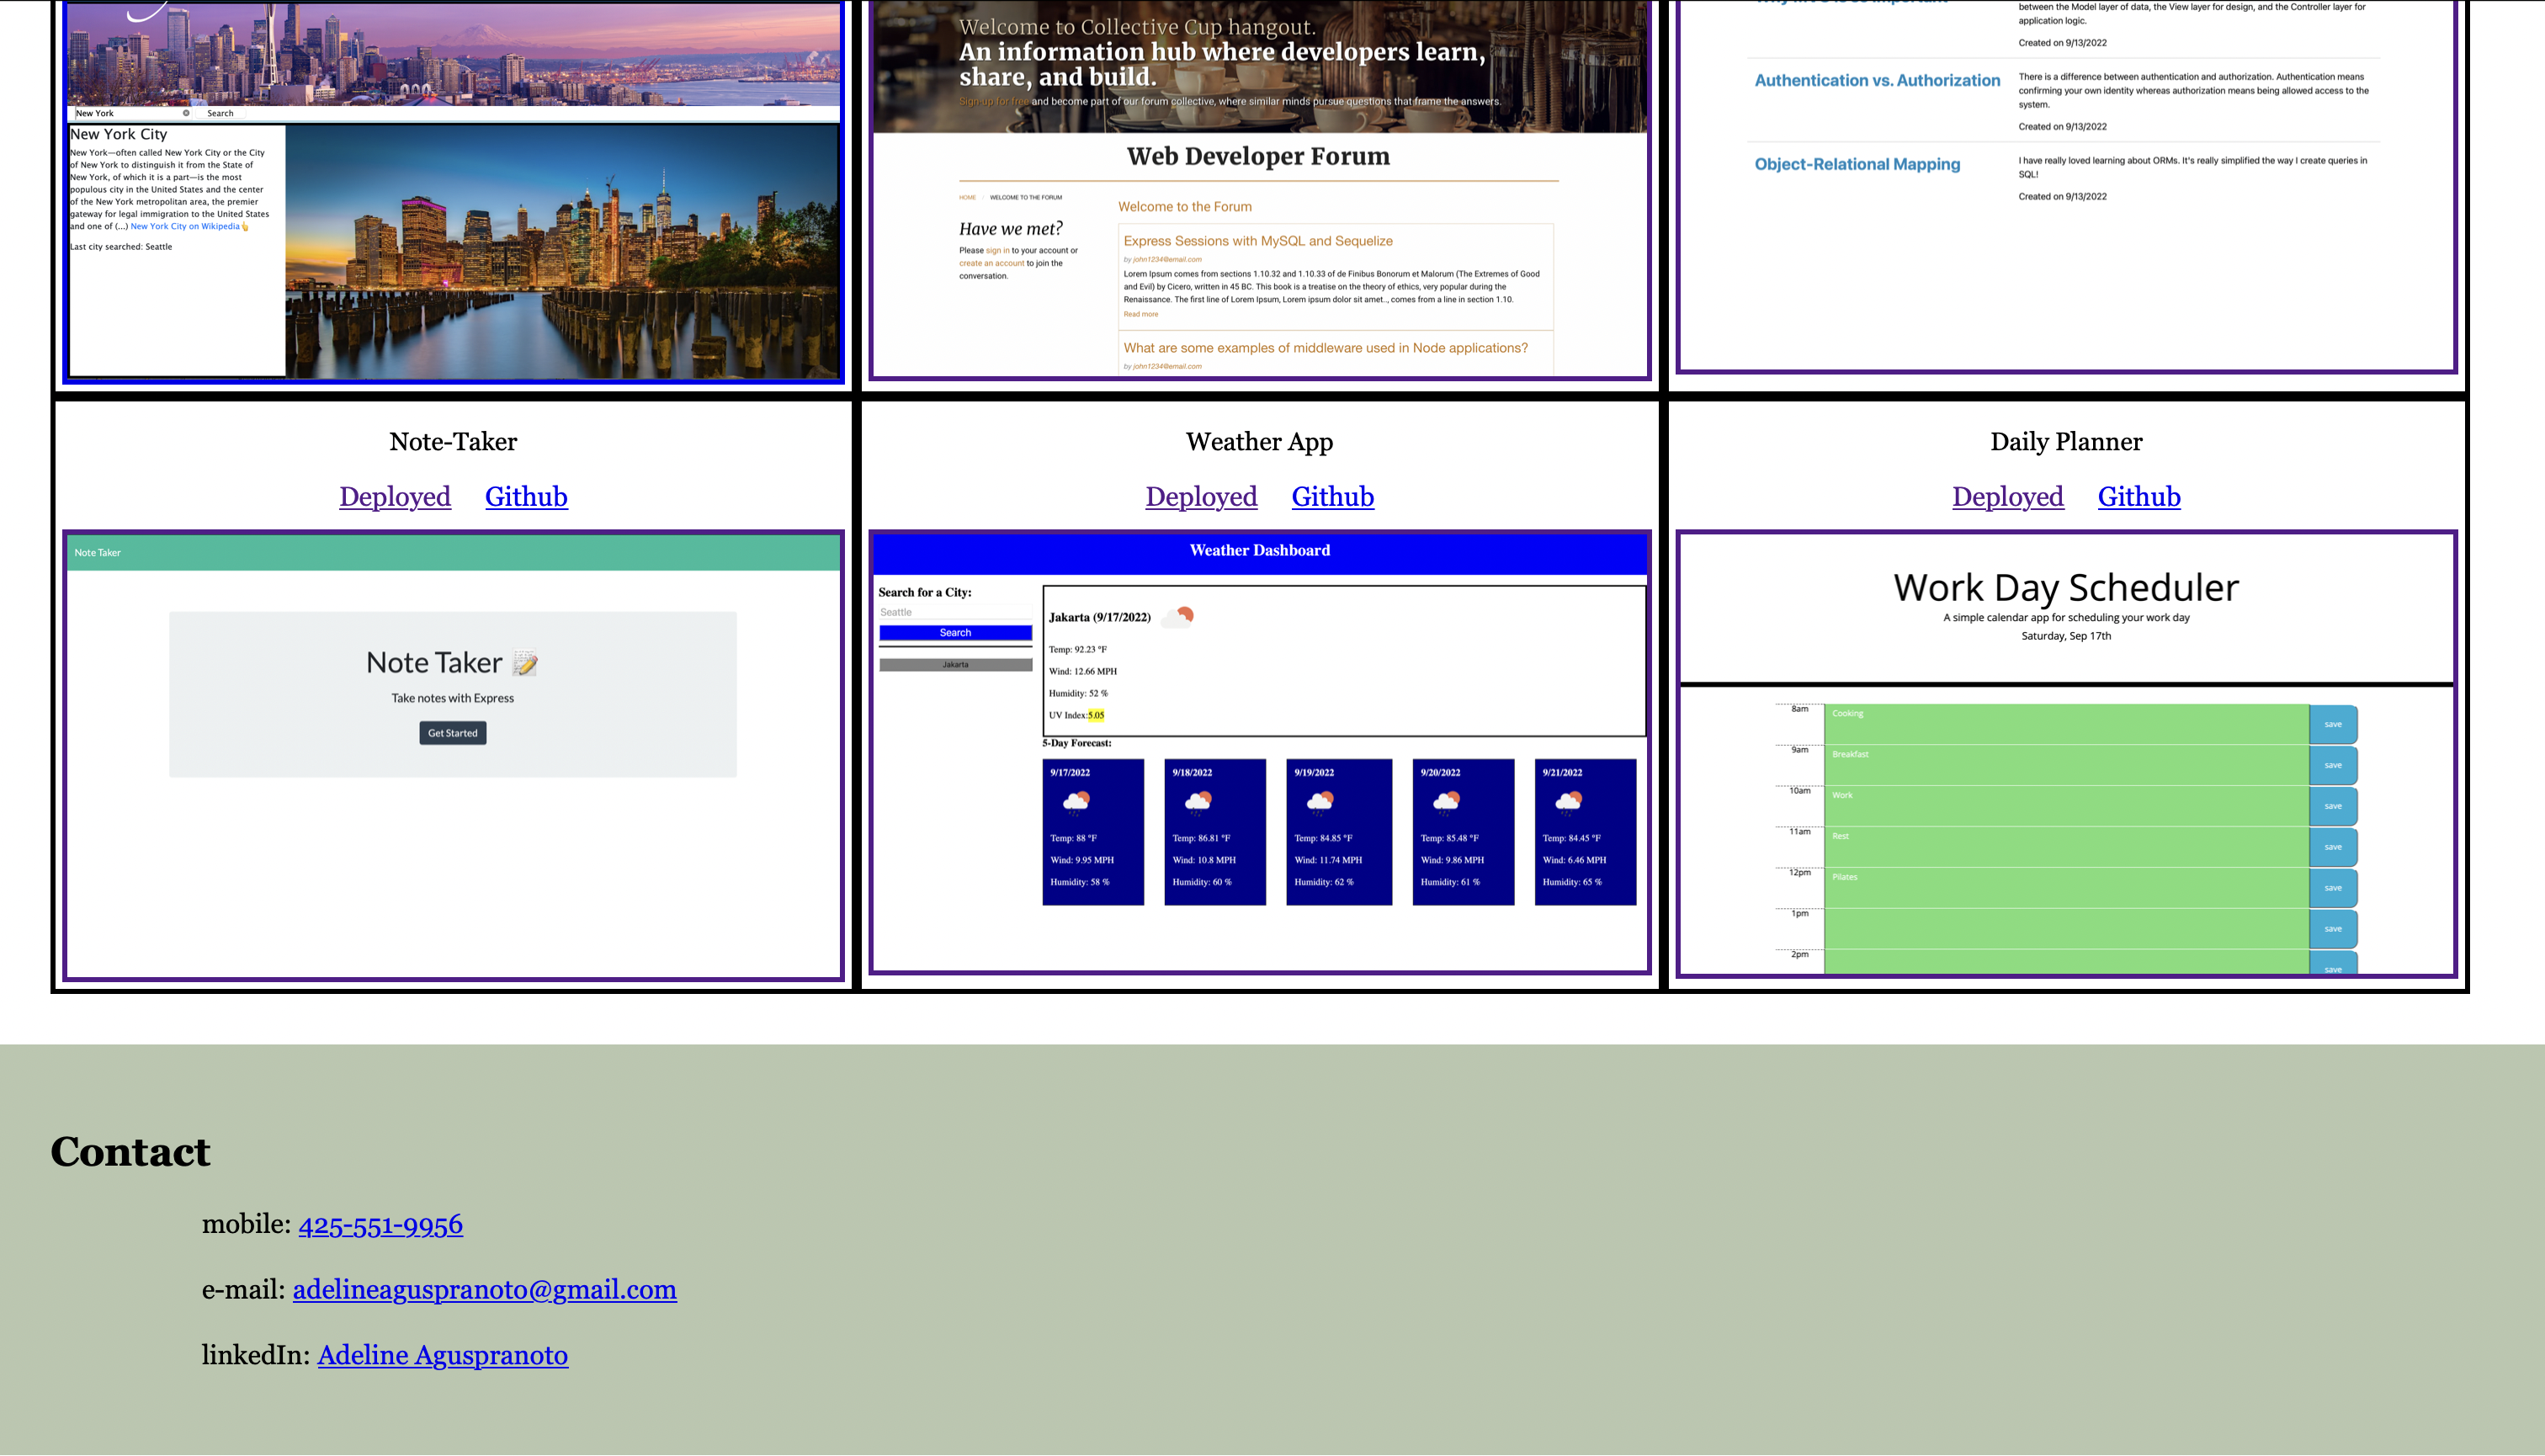 New York
Search
New York City
New York—often called New York City or the City
of New York to distinguish it from the State of
New York, of which it is a part—is the most
populous city in the United States and the center
of the New York metropolitan area, the premier
gateway for legal immigration to the United States
and one of (...) New York City on Wikipedia👆
Last city searched: Seattle
Welcome to Collective Cup hangout.
An information hub where developers learn,
share, and build.
Sign up for free and become part of our forum collective, where similar minds pursue questions that frame the answers.
Web Developer Forum
HOME
WELCOME TO THE FORUM
Have we met?
Please sign in to your account or
create an account to join the
conversation.
Welcome to the Forum
Express Sessions with MySQL and Sequelize
by john1234@email.com
Lorem Ipsum comes from sections 1.10.32 and 1.10.33 of de Finibus Bonorum et Malorum (The Extremes of Good
and Evil) by Cicero, written in 45 BC. This book is a treatise on the theory of ethics, very popular during the
Renaissance. The first line of Lorem Ipsum, Lorem ipsum dolor sit amet.., comes from a line in section 1.10.
Read more
What are some examples of middleware used in Node applications?
by john1234@email.com
between the Model layer of data, the View layer for design, and the Controller layer for
application logic.
Created on 9/13/2022
Authentication vs. Authorization
There is a difference between authentication and authorization. Authentication means
confirming your own identity whereas authorization means being allowed access to the
system.
Created on 9/13/2022
Object-Relational Mapping
I have really loved learning about ORMs. It's really simplified the way I create queries in
SQL!
Created on 9/13/2022
Note-Taker
Deployed Github
Note Taker
Note Taker 📝
Take notes with Express
Get Started
Weather App
Deployed Github
Weather Dashboard
Search for a City:
Seattle
Search
Jakarta
Jakarta (9/17/2022)
Temp: 92.23 °F
Wind: 12.66 MPH
Humidity: 52 %
UV Index:5.05
5-Day Forecast:
9/17/2022
Temp: 88 °F
Wind: 9.95 MPH
Humidity: 58 %
9/18/2022
Temp: 86.81 °F
Wind: 10.8 MPH
Humidity: 60 %
9/19/2022
Temp: 84.85 °F
Wind: 11.74 MPH
Humidity: 62 %
9/20/2022
Temp: 85.48 °F
Wind: 9.86 MPH
Humidity: 61 %
9/21/2022
Temp: 84.45 °F
Wind: 6.46 MPH
Humidity: 65 %
Daily Planner
Deployed Github
Work Day Scheduler
A simple calendar app for scheduling your work day
Saturday, Sep 17th
8am Cooking save
9am Breakfast save
10am Work save
11am Rest save
12pm Pilates save
1pm save
2pm save
Contact
mobile: 425-551-9956
e-mail: adelineaguspranoto@gmail.com
linkedIn: Adeline Aguspranoto